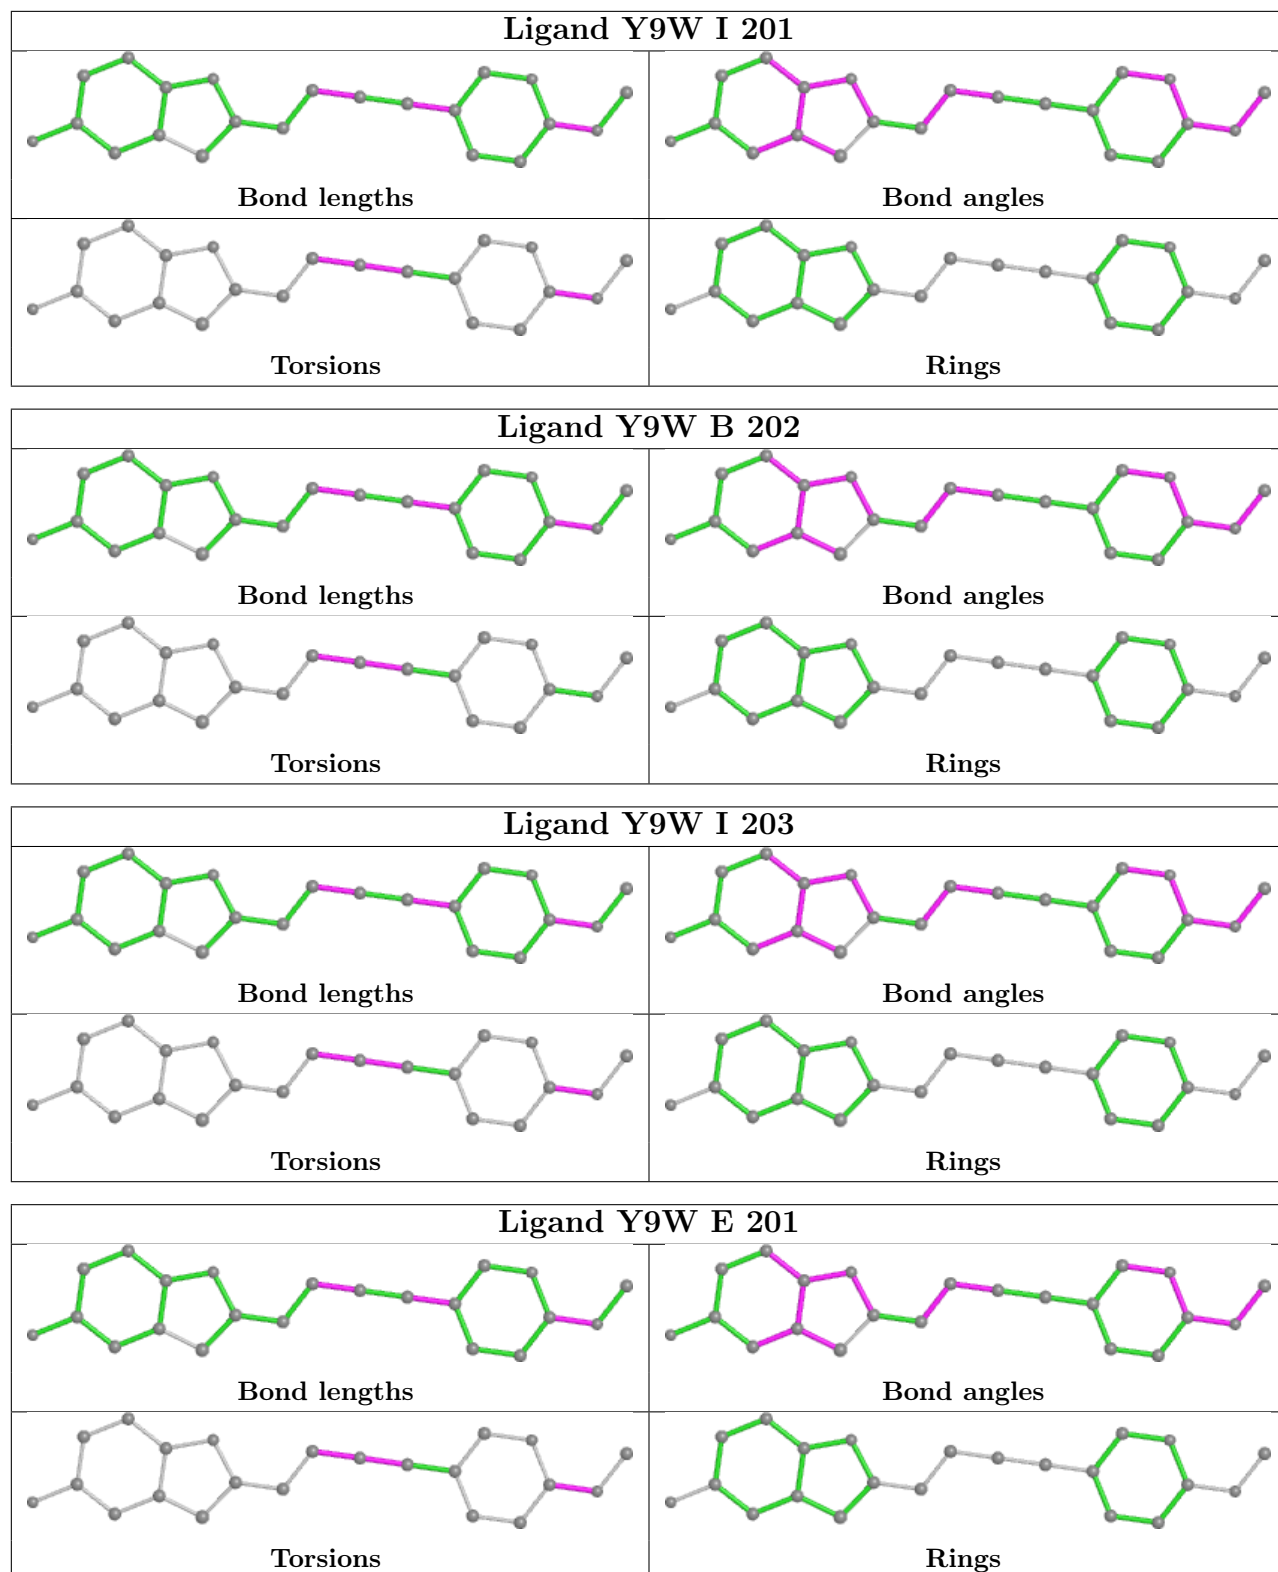 Ligand Y9W I 201
Bond lengths
Bond angles
Torsions
Rings
Ligand Y9W B 202
Bond lengths
Bond angles
Torsions
Rings
Ligand Y9W I 203
Bond lengths
Bond angles
Torsions
Rings
Ligand Y9W E 201
Bond lengths
Bond angles
Torsions
Rings